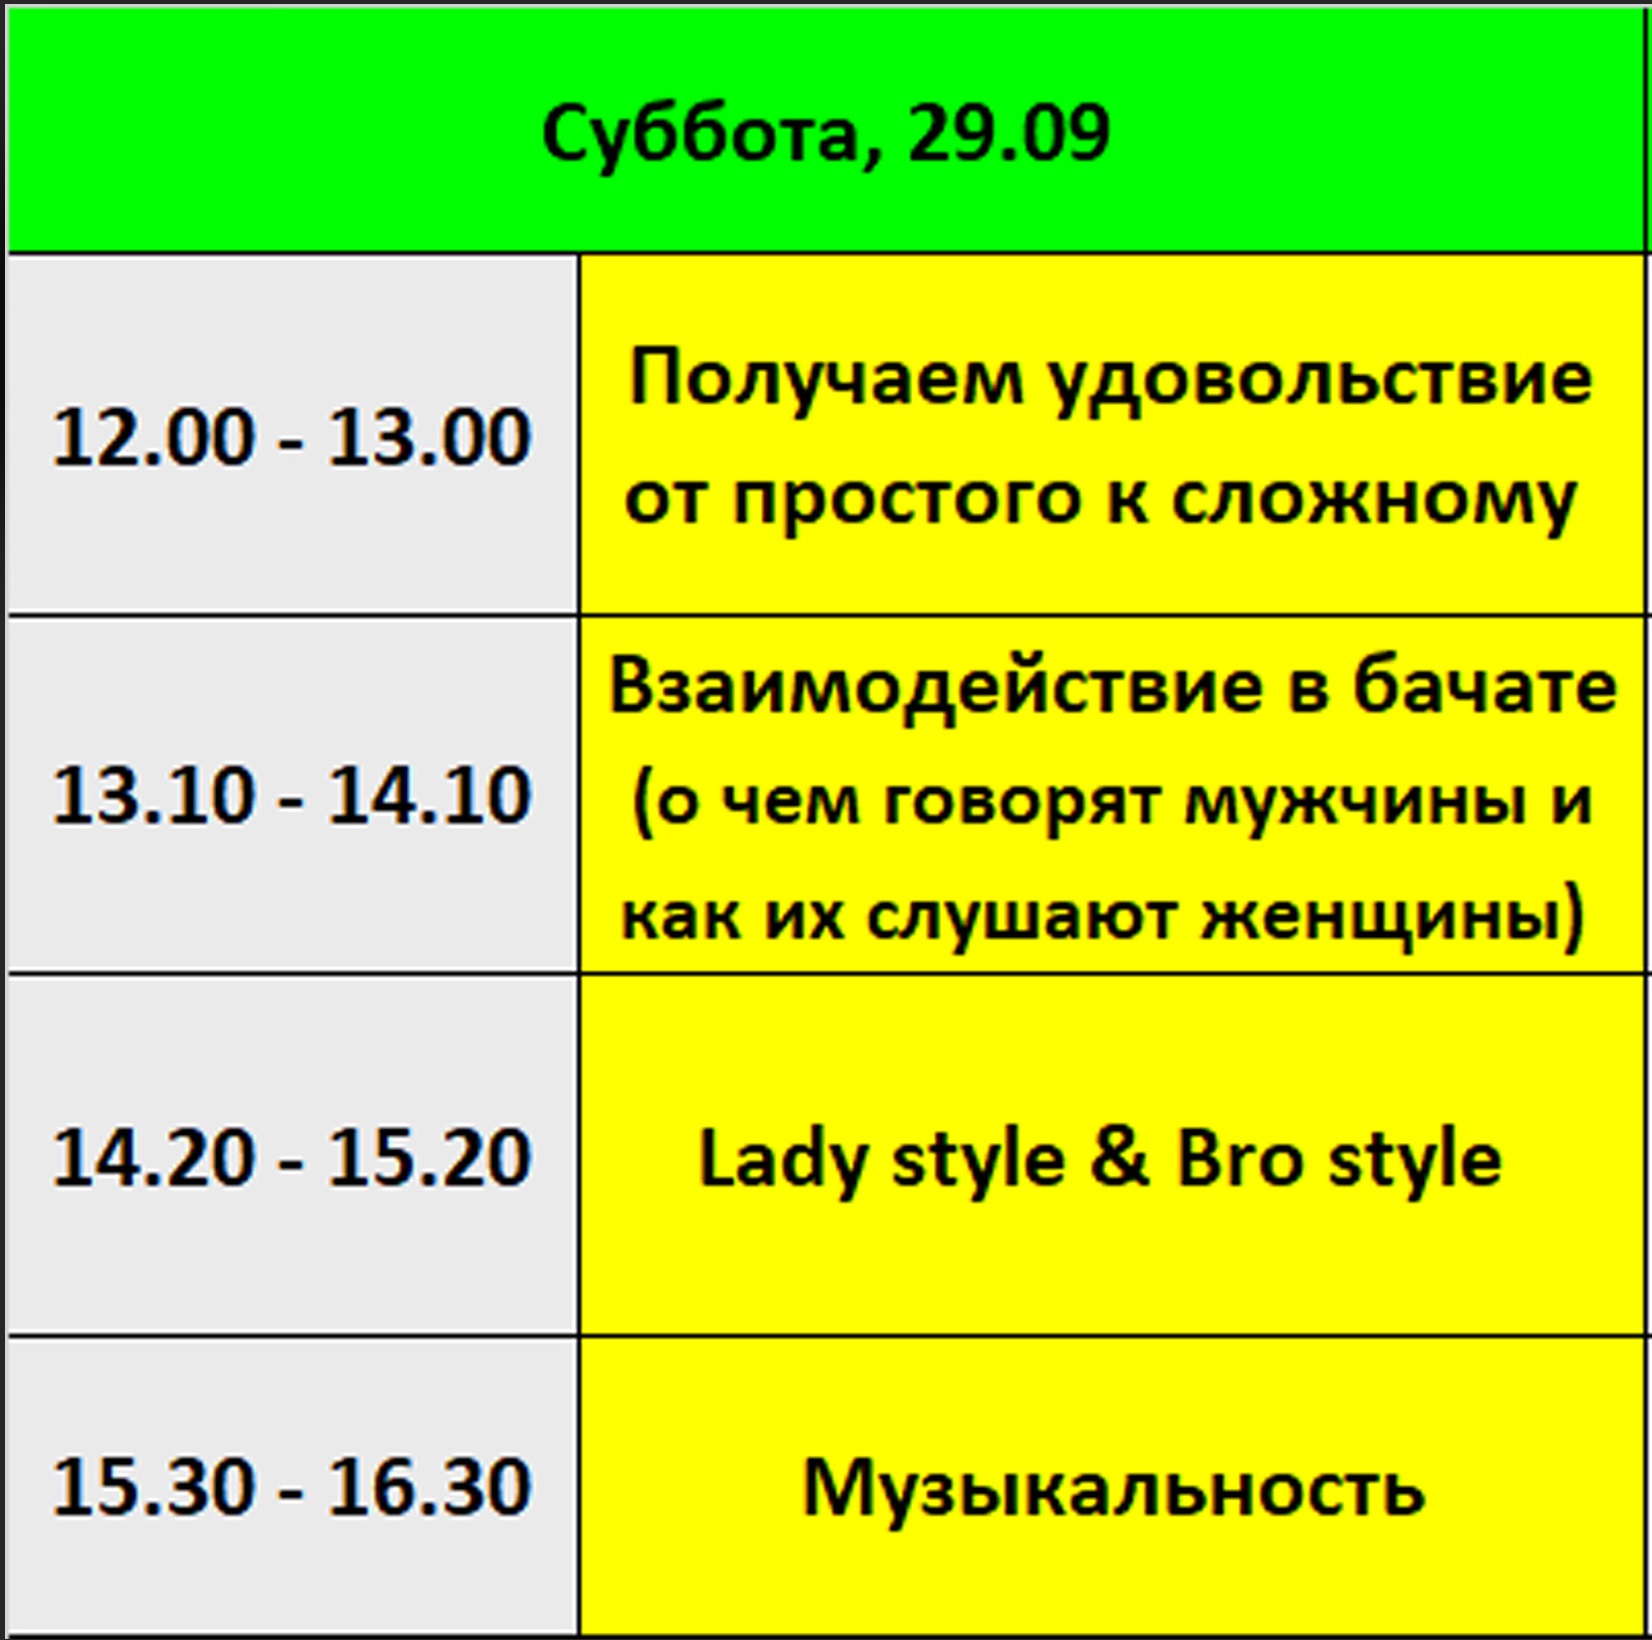 Суббота, 29.09
12.00 - 13.00
Получаем удовольствие
от простого к сложному
13.10 - 14.10
Взаимодействие в бачате
(о чем говорят мужчины и
как их слушают женщины)
14.20 - 15.20
Lady style & Bro style
15.30 - 16.30
Музыкальность